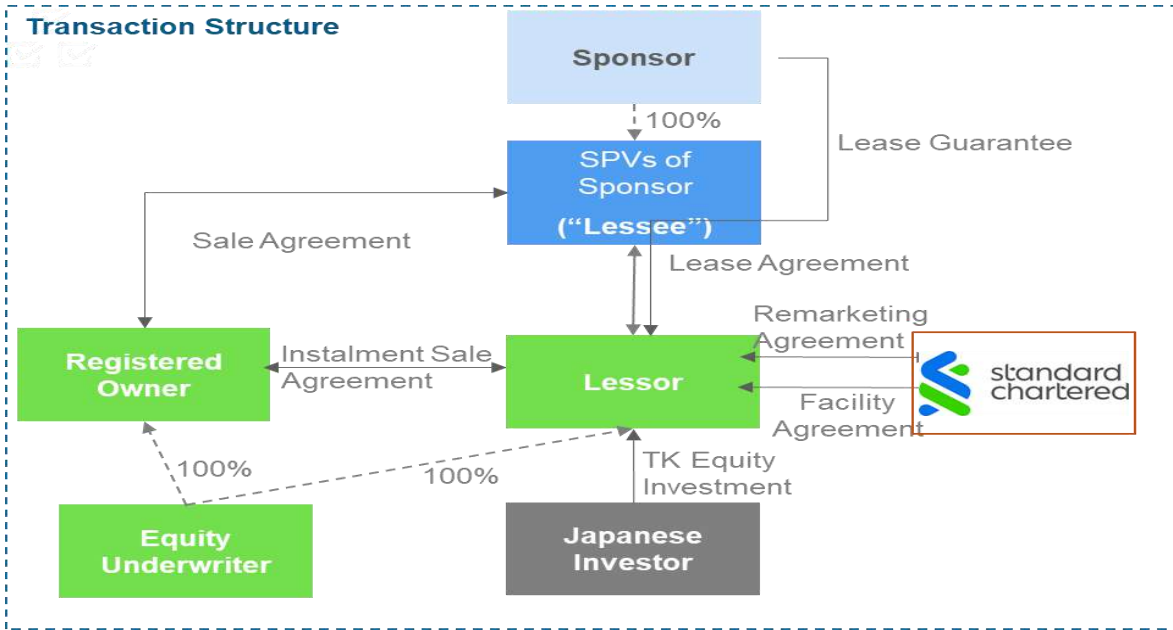 Transaction Structure
Sponsor
100%
Lease Guarantee
SPVs of
Sponsor
(“Lessee”)
Sale Agreement
Lease Agreement
Remarketing
Agreement
Registered
Owner
Instalment Sale
Agreement
Lessor
standard
chartered
Facility
Agreement
100%
100%
TK Equity
Investment
Equity
Underwriter
Japanese
Investor